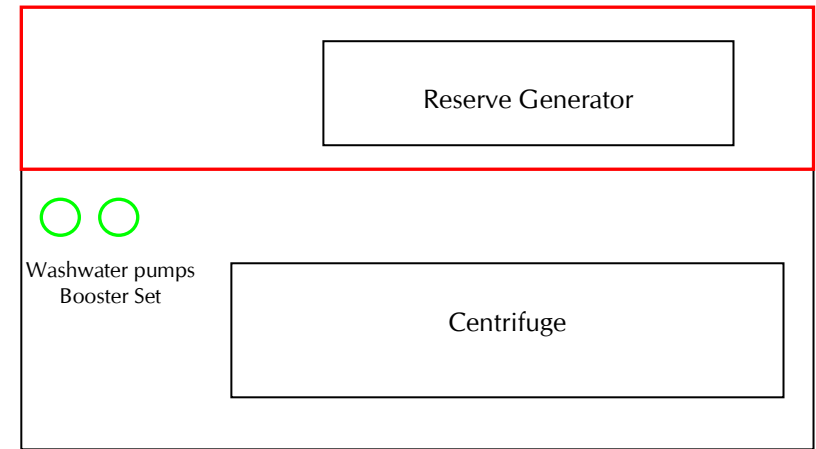 Reserve Generator
Washwater pumps
Booster Set
Centrifuge